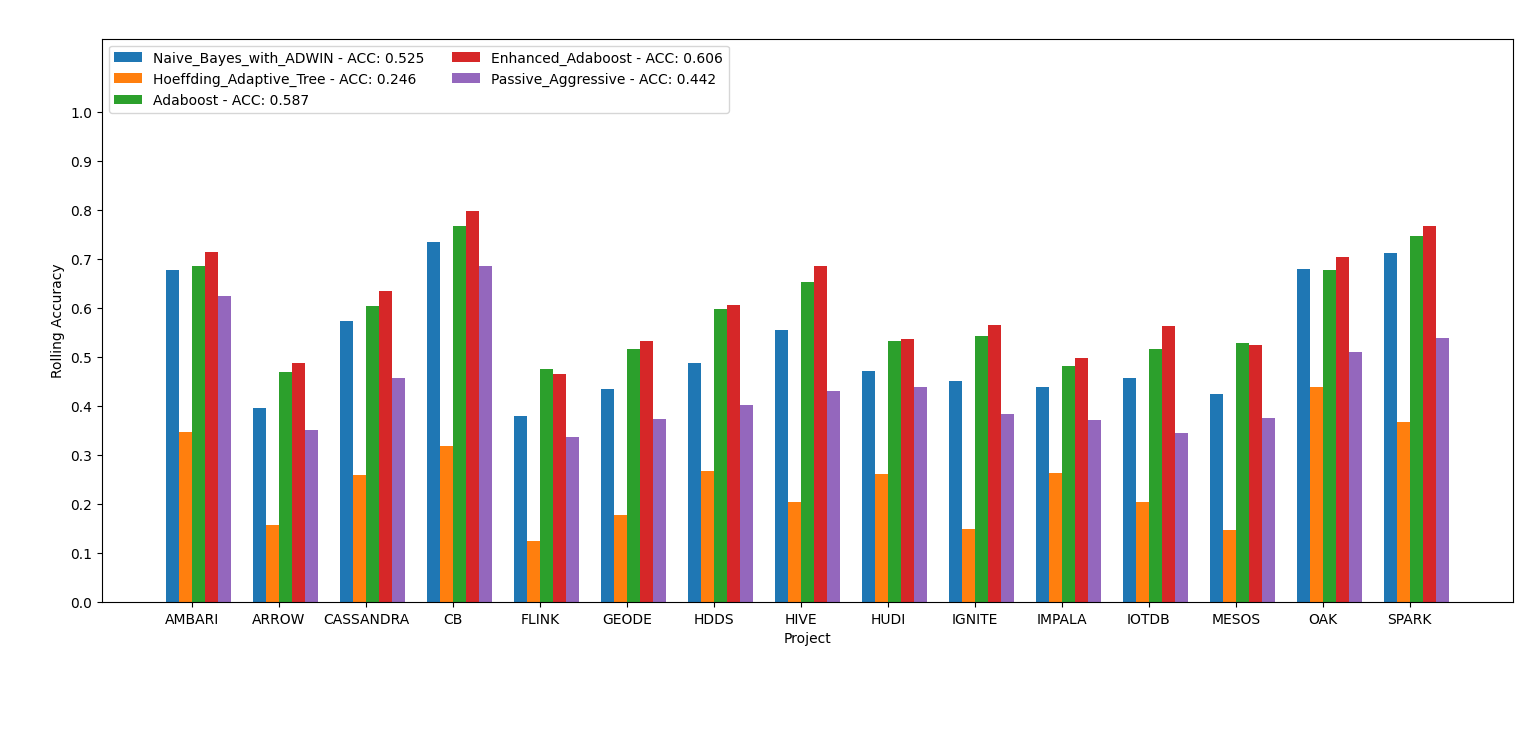 Naive_Bayes_with_ADWIN - ACC: 0.525
Hoeffding_Adaptive_Tree - ACC: 0.246
Adaboost - ACC: 0.587
Enhanced_Adaboost - ACC: 0.606
Passive_Aggressive - ACC: 0.442
1.0
0.9
0.8
0.7
0.6
0.5
0.4
0.3
0.2
0.1
0.0
Rolling Accuracy
AMBARI ARROW CASSANDRA CB FLINK GEODE HDDS HIVE HUDI IGNITE IMPALA IOTDB MESOS OAK SPARK
Project